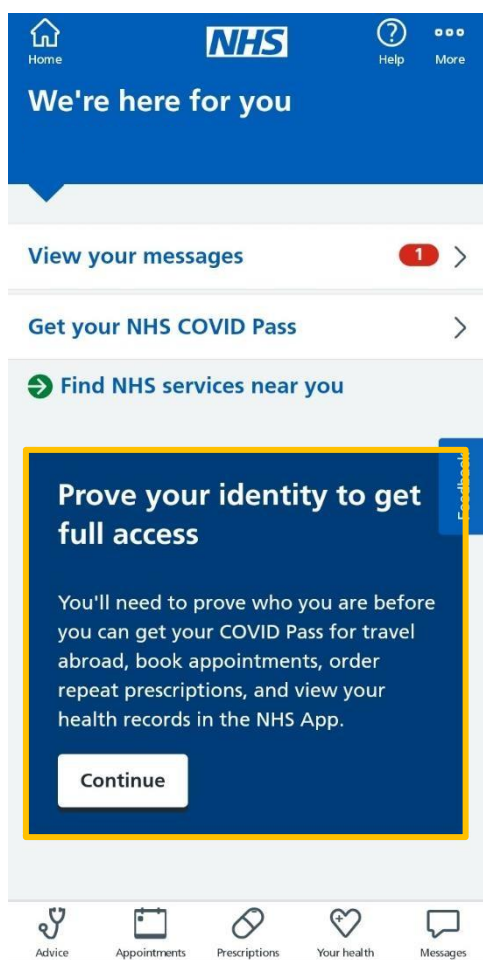 NHS
Home
Help
More
We're here for you
View your messages
1
Get your NHS COVID Pass
Find NHS services near you
Feedback
Prove your identity to get
full access
You'll need to prove who you are before
you can get your COVID Pass for travel
abroad, book appointments, order
repeat prescriptions, and view your
health records in the NHS App.
Continue
Advice
Appointments
Prescriptions
Your health
Messages